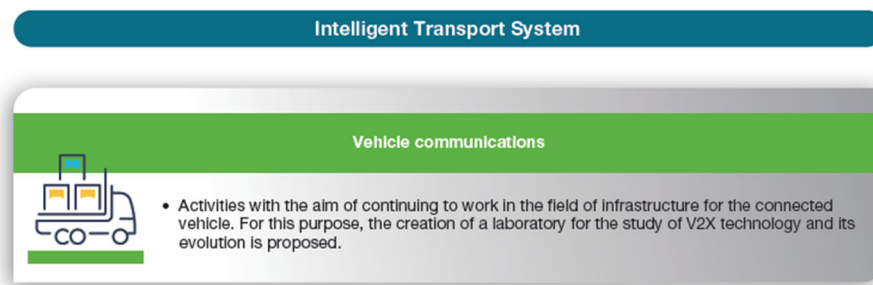 Intelligent Transport System
Vehicle communications
• Activities with the aim of continuing to work in the field of infrastructure for the connected
vehicle. For this purpose, the creation of a laboratory for the study of V2X technology and its
evolution is proposed.